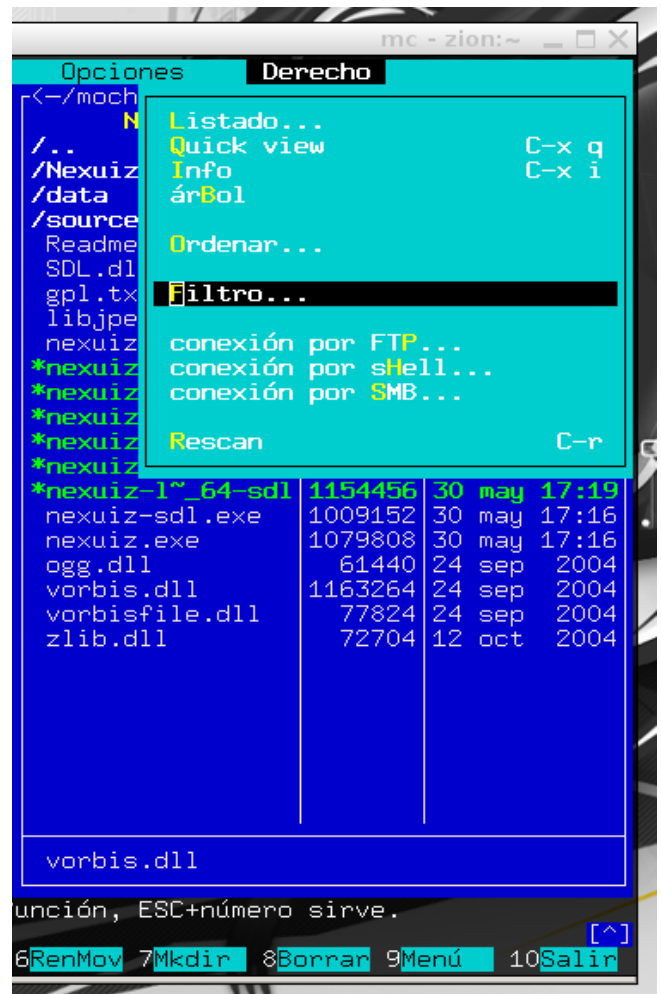 mc - zion:~
Opciones Derecho
<-/moch
N
/..
/Nexuiz
/data
/source
Readme
SDL.dl
gpl.tx
libjpe
nexuiz
*nexuiz
*nexuiz
*nexuiz
*nexuiz
*nexuiz
Listado...
Quick view C-x q
Info C-x i
árBol
Ordenar...
Filtro...
conexión por FTP...
conexión por sHell...
conexión por SMB...
Rescan C-r
*nexuiz-l~_64-sdl 1154456 30 may 17:19
nexuiz-sdl.exe 1009152 30 may 17:16
nexuiz.exe 1079808 30 may 17:16
ogg.dll 61440 24 sep 2004
vorbis.dll 1163264 24 sep 2004
vorbisfile.dll 77824 24 sep 2004
zlib.dll 72704 12 oct 2004
vorbis.dll
unción, ESC+número sirve.
[^]
6RenMov 7Mkdir 8Borrar 9Menú 10Salir